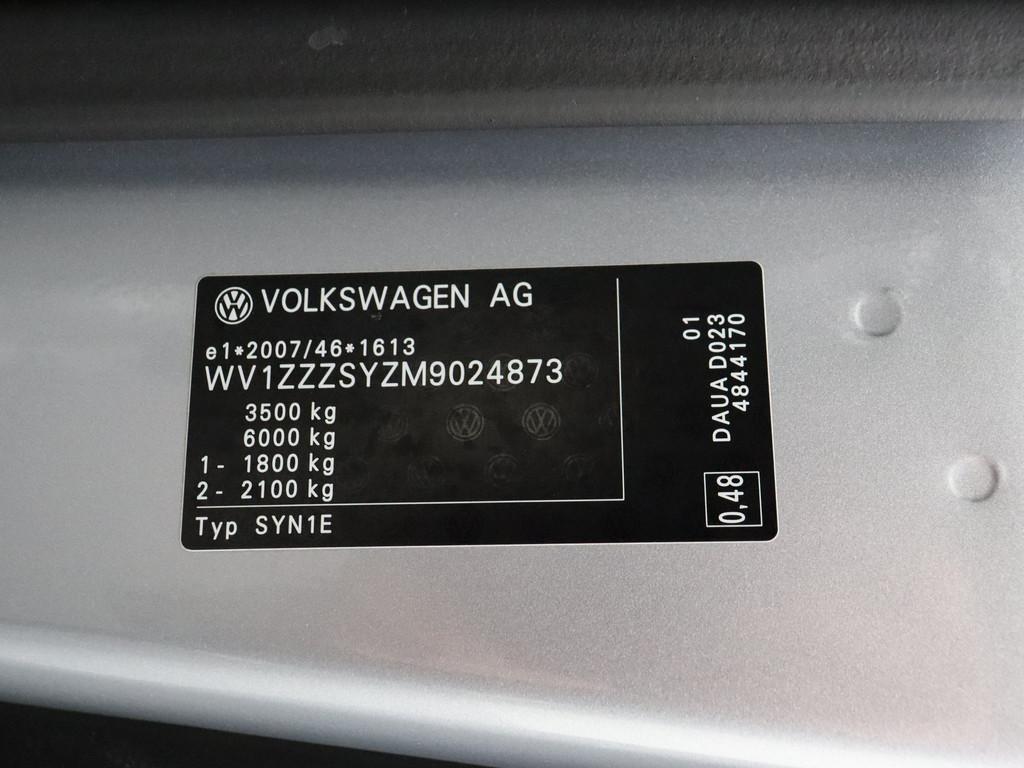 VOLKSWAGEN AG
e1*2007/46*1613
WV1ZZZSYZM9024873
3500 kg
6000 kg
1- 1800 kg
2- 2100 kg
Typ SYN1E
01
DAUA D023
4844170
0,48